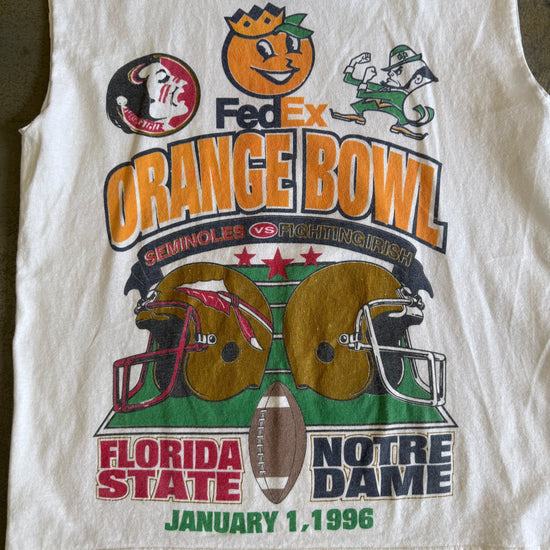 FedEx
ORANGE BOWL
SEMINOLES VS FIGHTING IRISH
FLORIDA STATE
NOTRE DAME
JANUARY 1, 1996